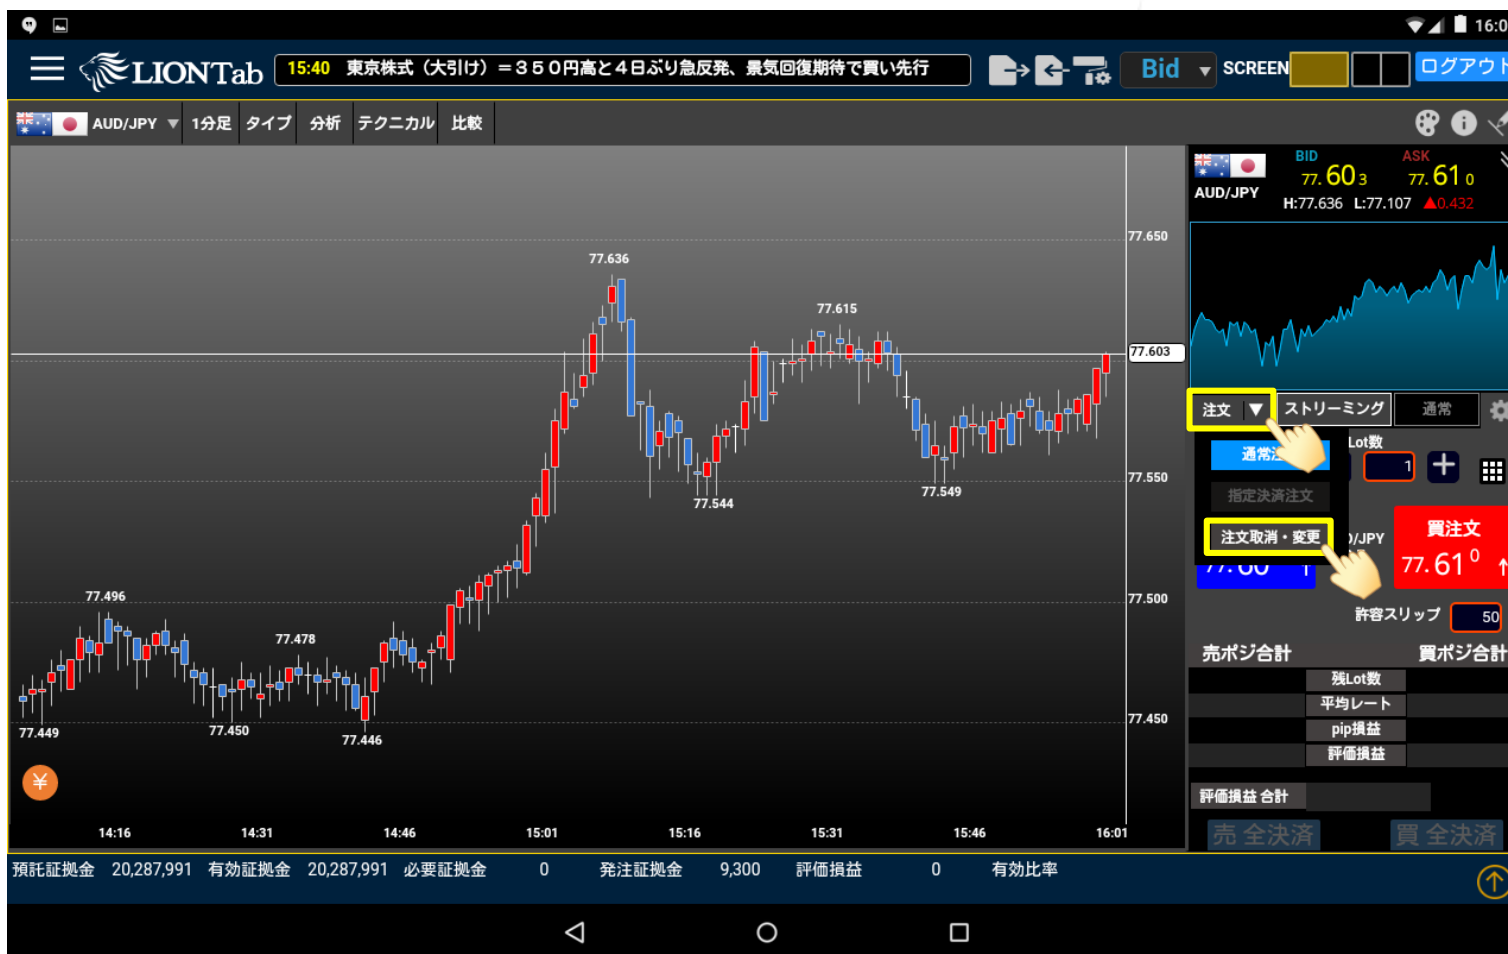 16:0
LIONTab
15:40 東京株式（大引け）＝３５０円高と４日ぶり急反発、景気回復期待で買い先行
Bid ▼
SCREEN
ログアウト
AUD/JPY ▼ 1分足 タイプ 分析 テクニカル 比較
BID ASK
77.603 77.610
AUD/JPY
H:77.636 L:77.107 ▲0.432
77.650
77.636
77.615
77.603
77.550
77.544
77.549
77.500
77.496
77.478
77.450
77.449
77.450
77.446
注文 ▼ ストリーミング 通常
Lot数
1
通常注
指定決済注文
注文取消・変更
/JPY
買注文
77.60
77.61 0 ↑
許容スリップ 50
売ポジ合計 買ポジ合計
残Lot数
平均レート
pip損益
評価損益
評価損益 合計
売 全決済 買 全決済
¥
14:16 14:31 14:46 15:01 15:16 15:31 15:46 16:01
預託証拠金 20,287,991 有効証拠金 20,287,991 必要証拠金 0 発注証拠金 9,300 評価損益 0 有効比率